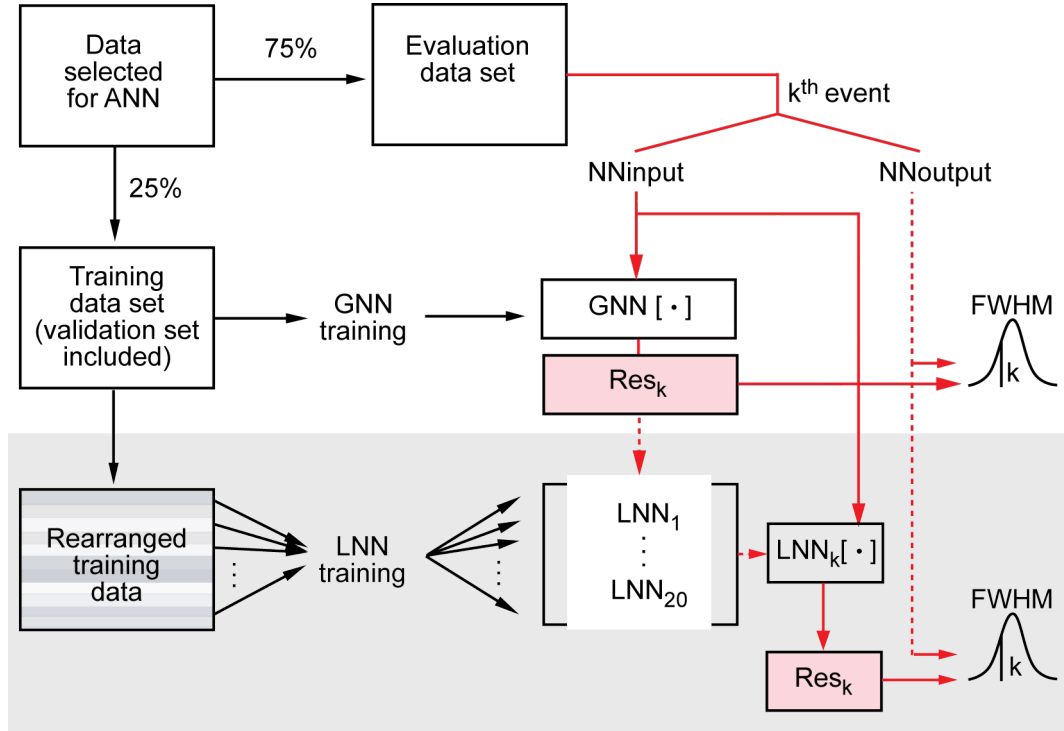 Data
selected
for ANN
75%
Evaluation
data set
kth event
NNinput
NNoutput
25%
Training
data set
(validation set
included)
GNN
training
GNN [ · ]
Resk
FWHM
k
Rearranged
training
data
LNN
training
LNN1
LNN20
LNNk[ · ]
Resk
FWHM
k